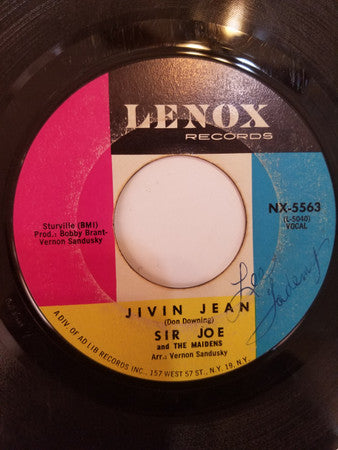 LENOX
RECORDS
Sturville (BMI)
Prod.: Bobby Brant-
Vernon Sandusky
NX-5563
(L-5040)
VOCAL
JIVIN JEAN
(Don Downing)
SIR JOE
and THE MAIDENS
Arr.: Vernon Sandusky
A DIV. OF AD LIB RECORDS INC., 157 WEST 57 ST., N.Y. 19, N.Y.